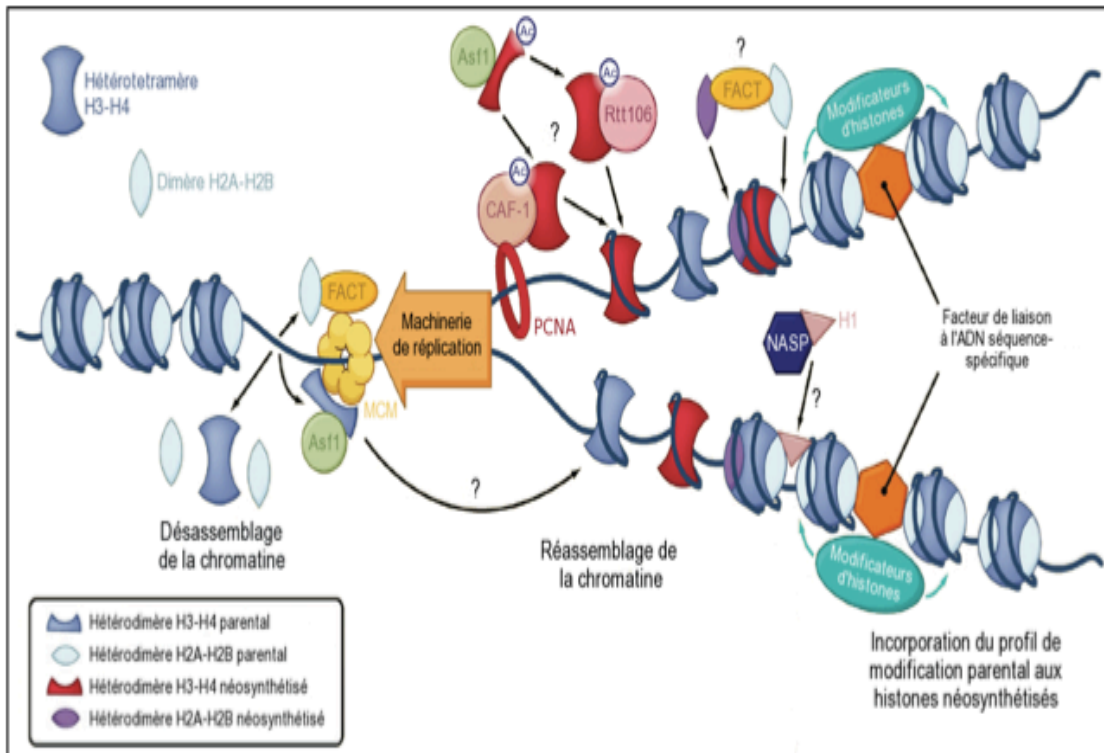 Hétérotetramère
H3-H4
Dimère H2A-H2B
Asf1
Ac
?
Ac
Rtt106
Ac
CAF-1
PCNA
?
FACT
Modificateurs
d'histones
FACT
Machinerie
de réplication
MCM
Asf1
?
NASP
H1
?
Facteur de liaison
à l'ADN séquence-
spécifique
Modificateurs
d'histones
Désassemblage
de la chromatine
Réassemblage de
la chromatine
Incorporation du profil de
modification parental aux
histones néosynthétisés
Hétérodimère H3-H4 parental
Hétérodimère H2A-H2B parental
Hétérodimère H3-H4 néosynthétisé
Hétérodimère H2A-H2B néosynthétisé